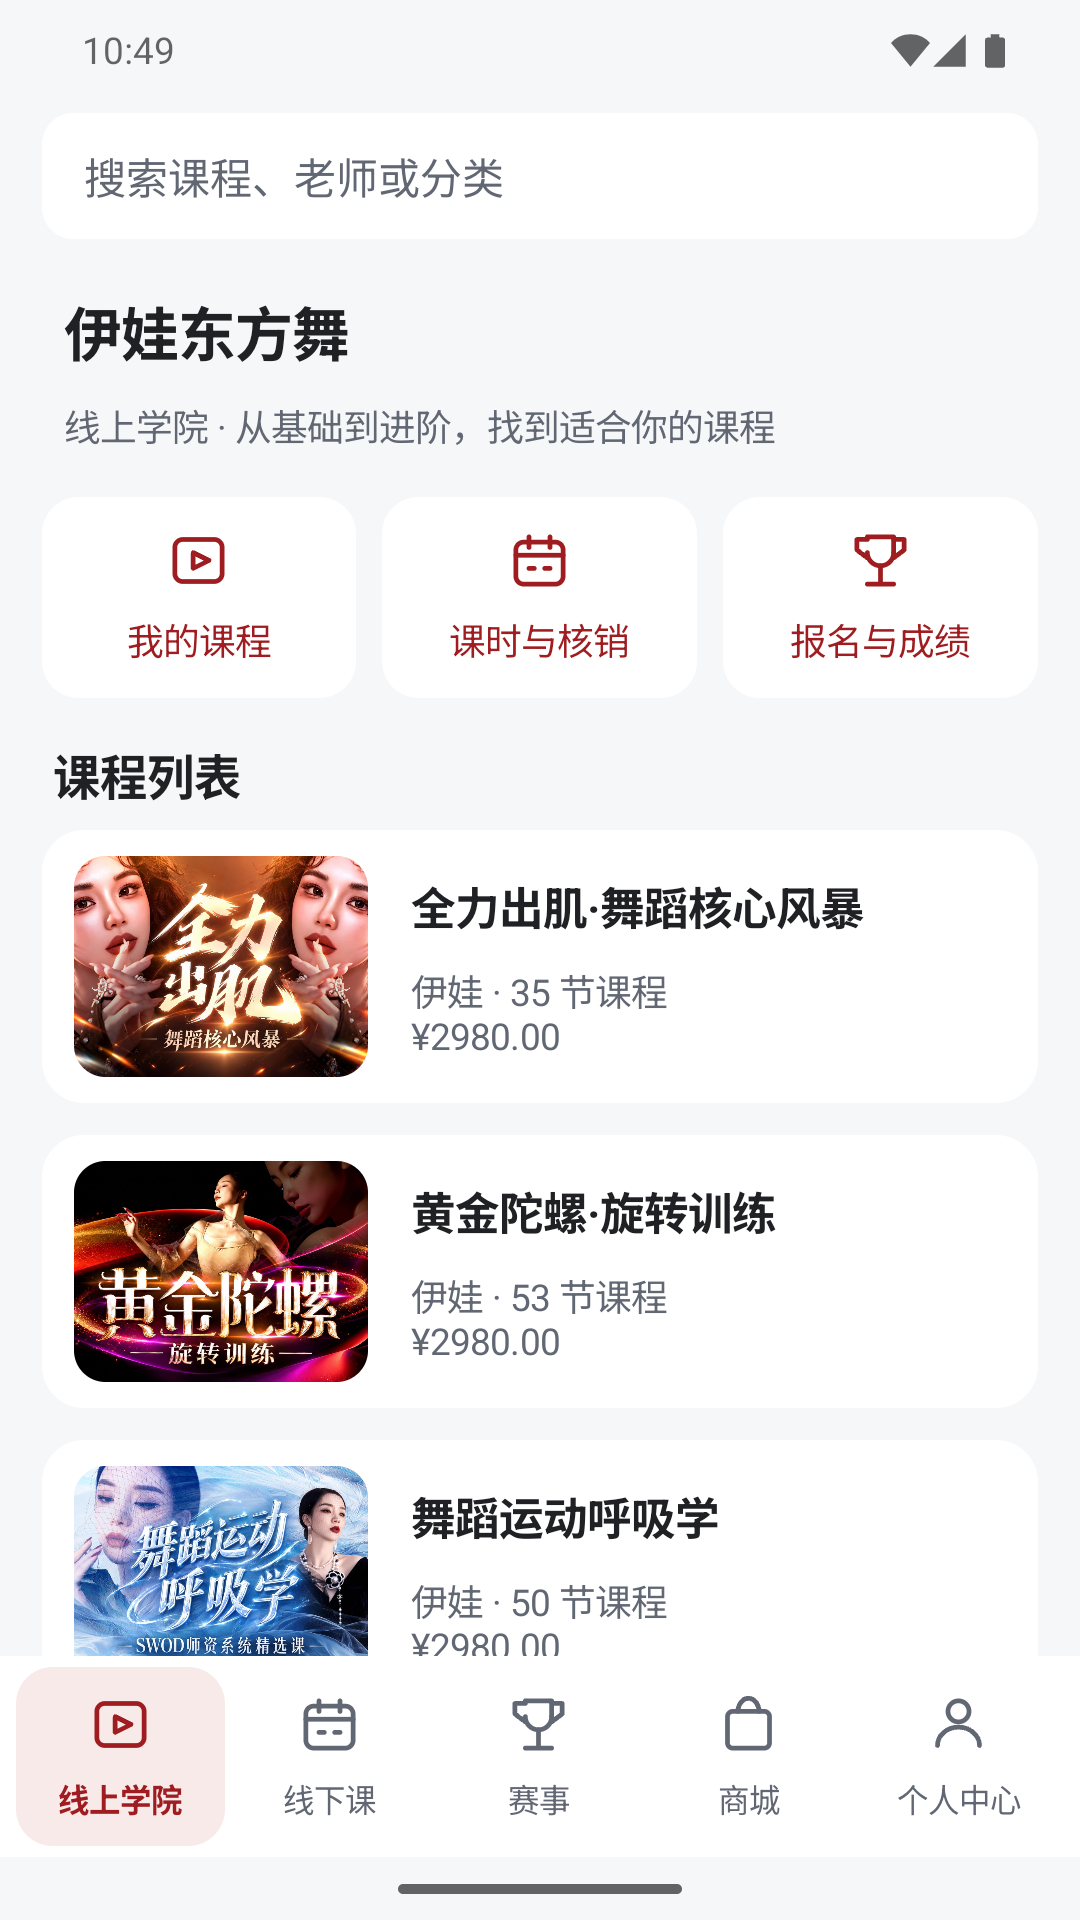 10:49
搜索课程、老师或分类
伊娃东方舞
线上学院 · 从基础到进阶，找到适合你的课程
我的课程
课时与核销
报名与成绩
课程列表
全力
出肌
舞蹈核心风暴
全力出肌·舞蹈核心风暴
伊娃 · 35 节课程
¥2980.00
黄金陀螺
旋转训练
黄金陀螺·旋转训练
伊娃 · 53 节课程
¥2980.00
舞蹈运动
呼吸学
SWOD师资系统精选课
舞蹈运动呼吸学
伊娃 · 50 节课程
¥2980.00
线上学院
线下课
赛事
商城
个人中心